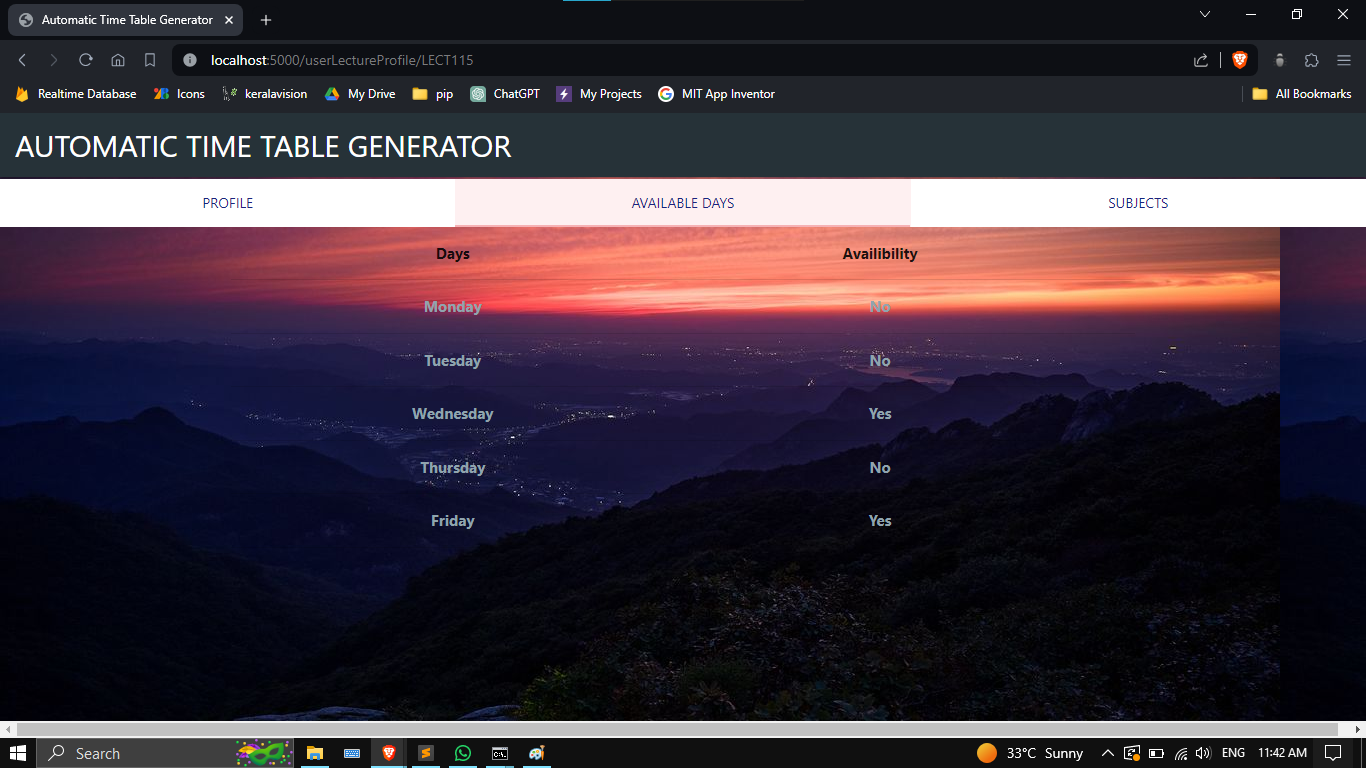 Automatic Time Table Generator
localhost:5000/userLectureProfile/LECT115
Realtime Database Icons keralavision My Drive pip ChatGPT My Projects MIT App Inventor All Bookmarks
AUTOMATIC TIME TABLE GENERATOR
PROFILE AVAILABLE DAYS SUBJECTS
Days Availibility
Monday No
Tuesday No
Wednesday Yes
Thursday No
Friday Yes
Search 33°C Sunny ENG 11:42 AM